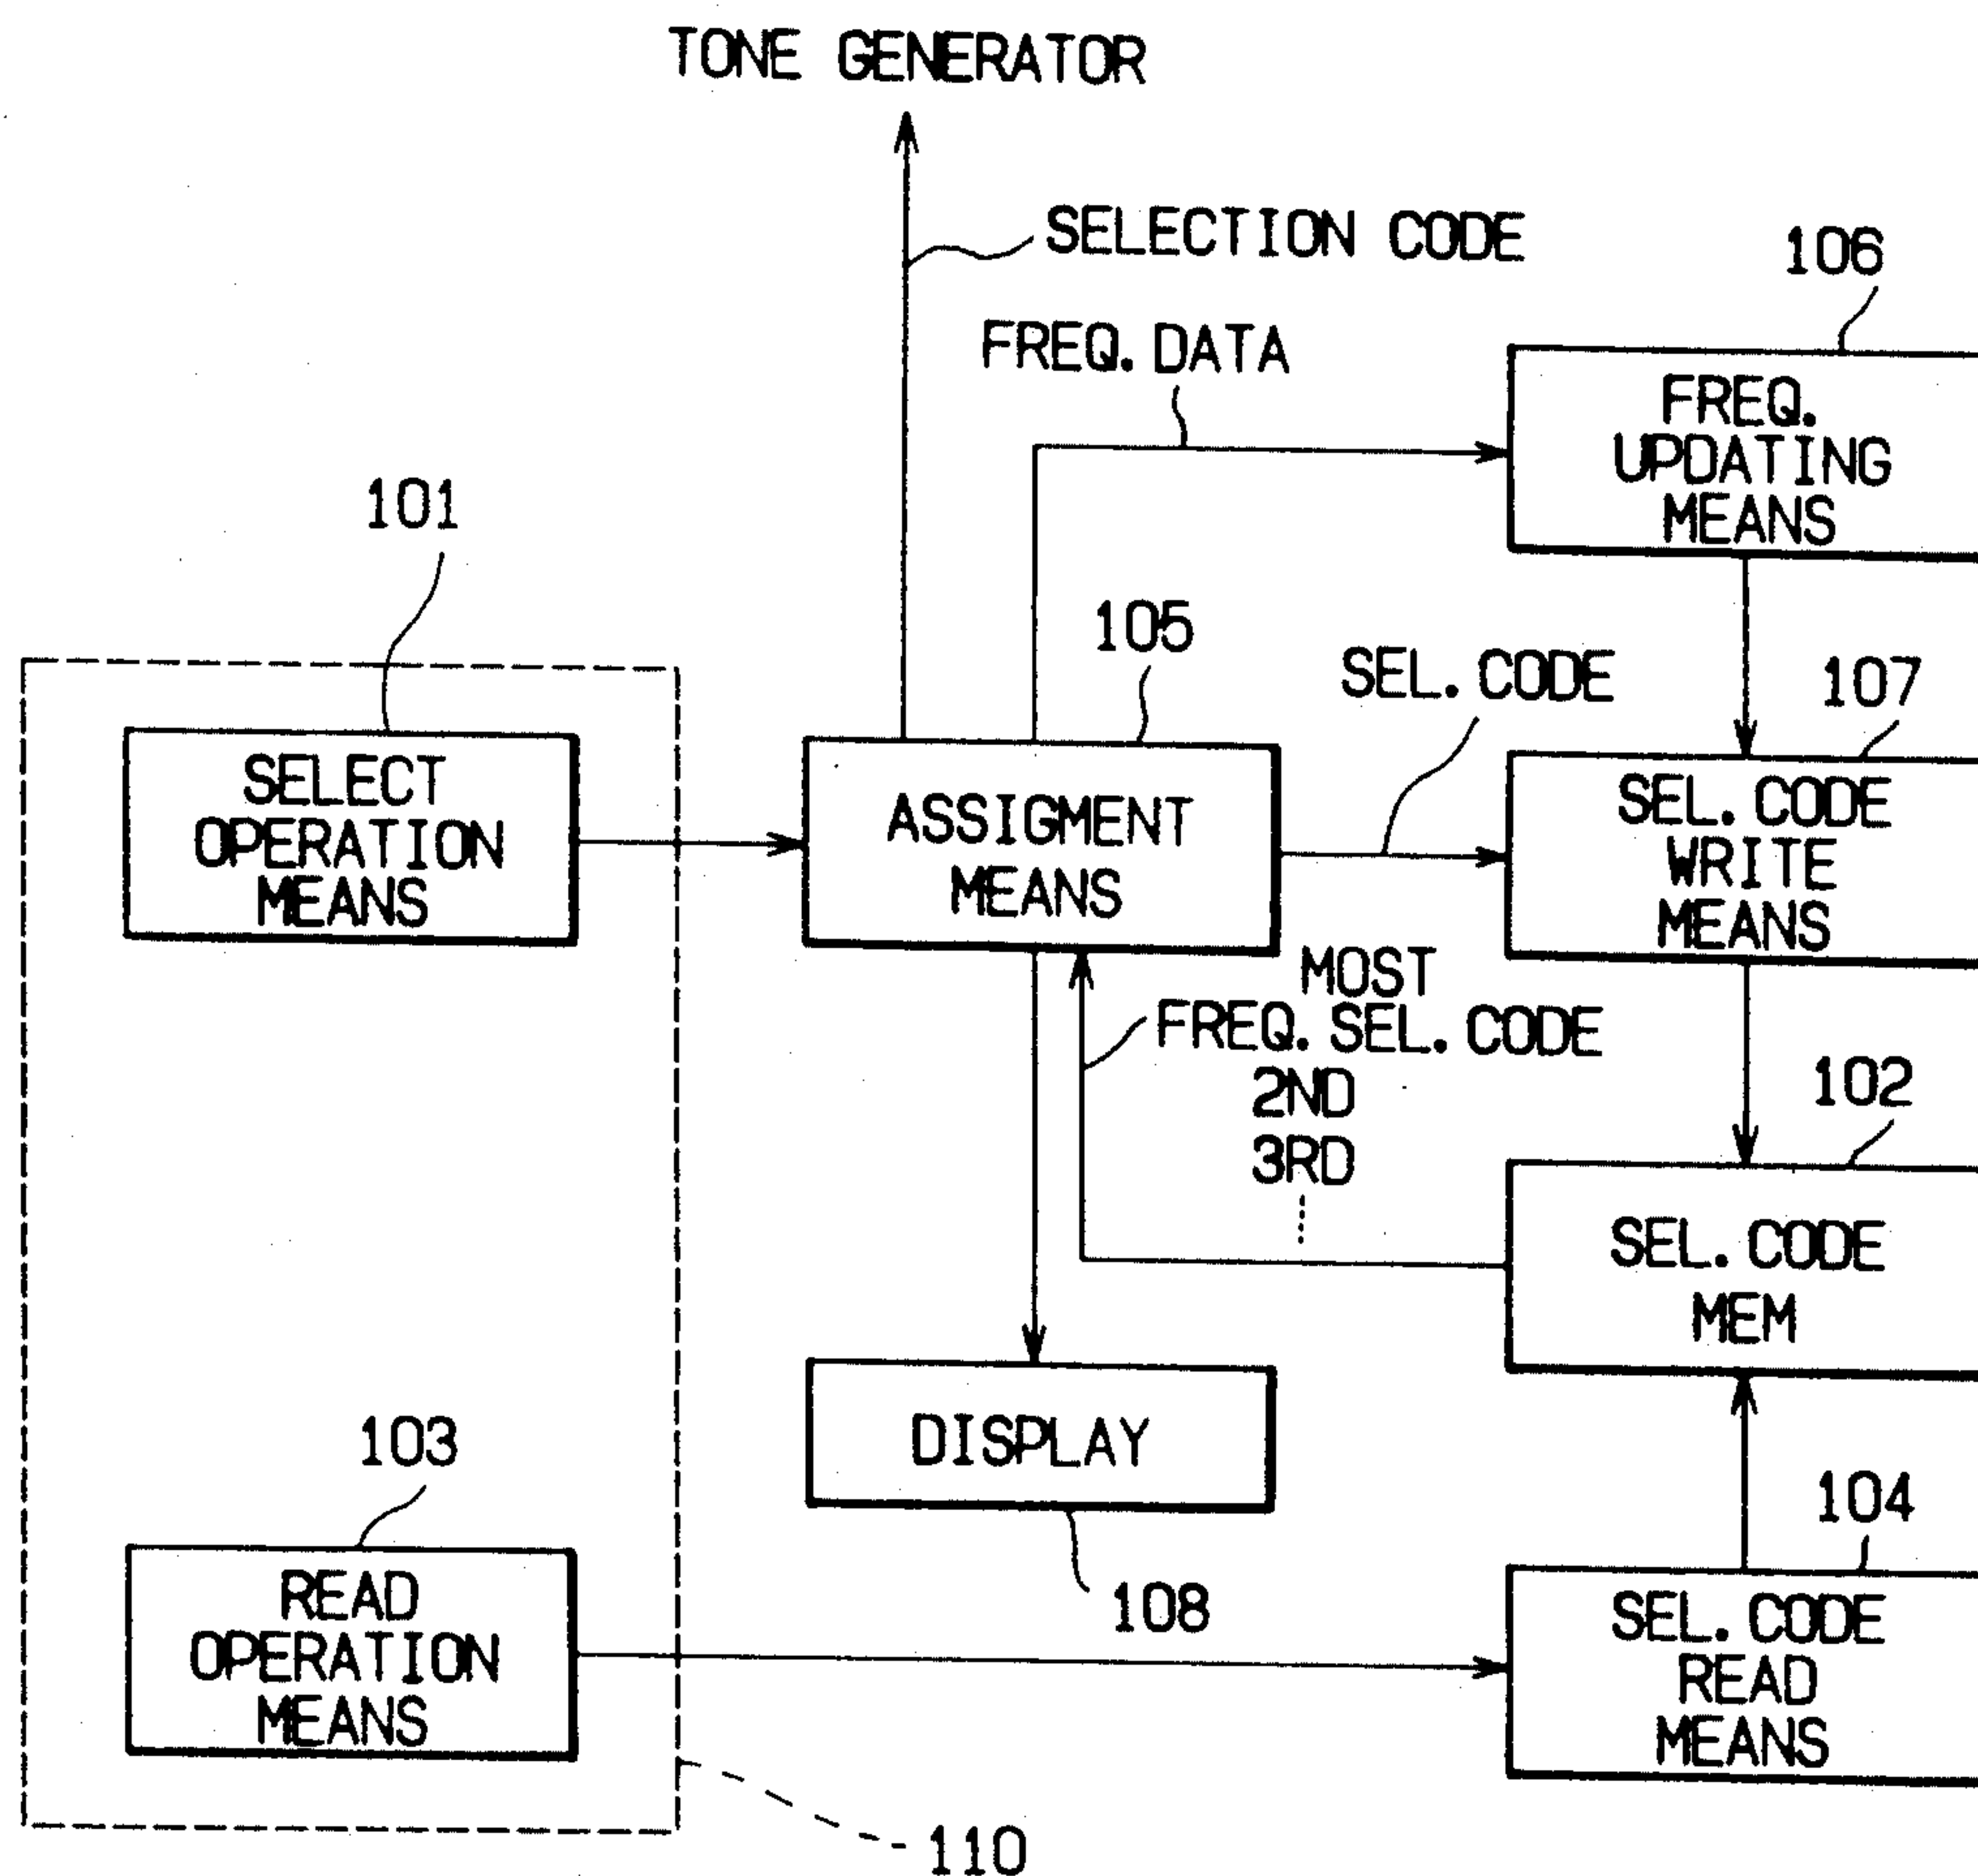 TONE GENERATOR
SELECTION CODE
106
FREQ. DATA
FREQ.
UPDATING
MEANS
101
105
SEL. CODE
107
SELECT
OPERATION
MEANS
ASSIGMENT
MEANS
SEL. CODE
WRITE
MEANS
MOST
FREQ. SEL. CODE
2ND
3RD
102
SEL. CODE
MEM
DISPLAY
103
104
READ
OPERATION
MEANS
108
SEL. CODE
READ
MEANS
110